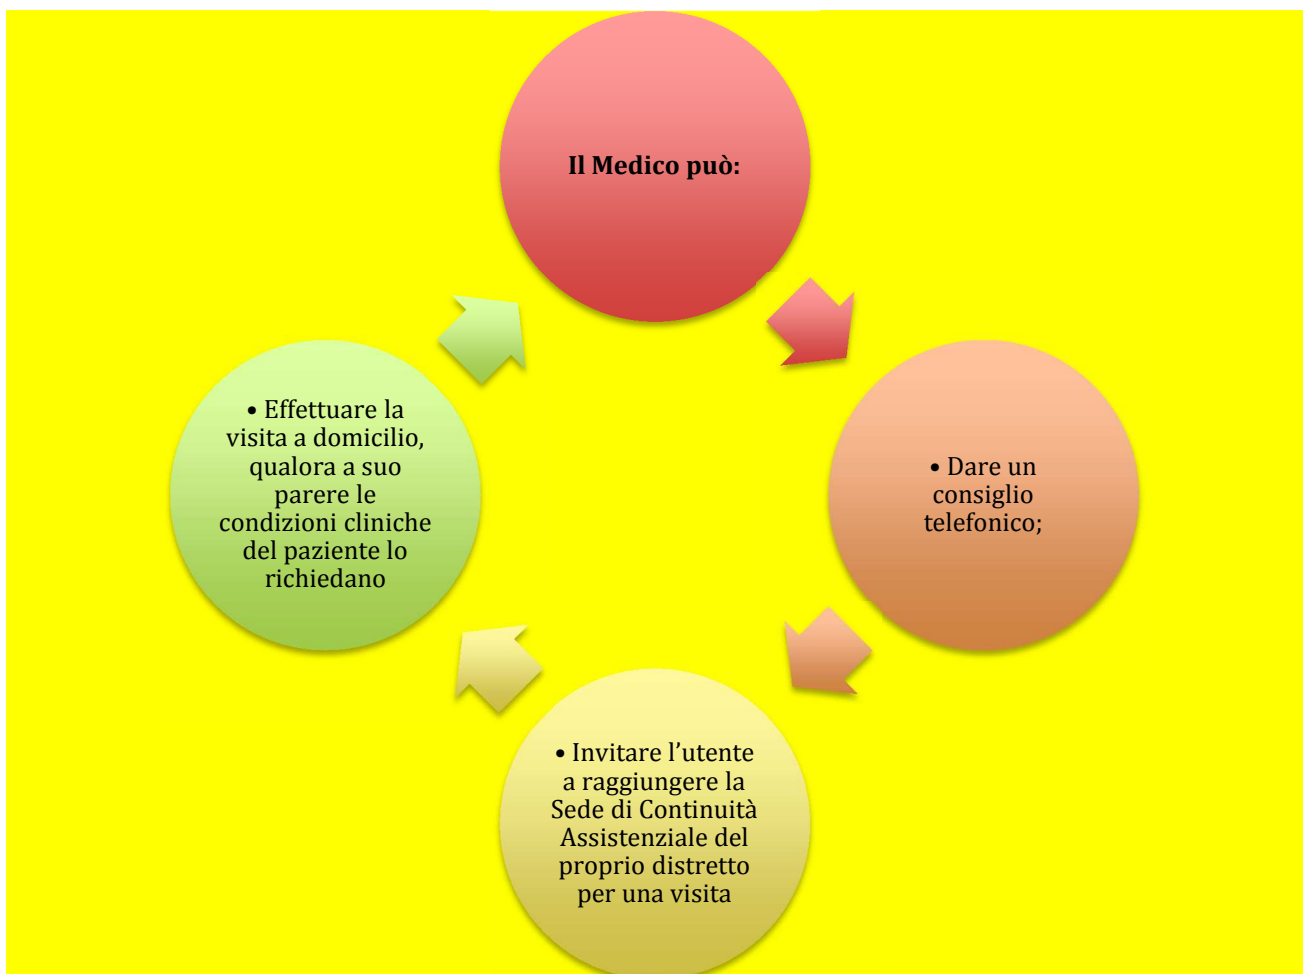 Il Medico può:
• Dare un
consiglio
telefonico;
• Invitare l’utente
a raggiungere la
Sede di Continuità
Assistenziale del
proprio distretto
per una visita
• Effettuare la
visita a domicilio,
qualora a suo
parere le
condizioni cliniche
del paziente lo
richiedano